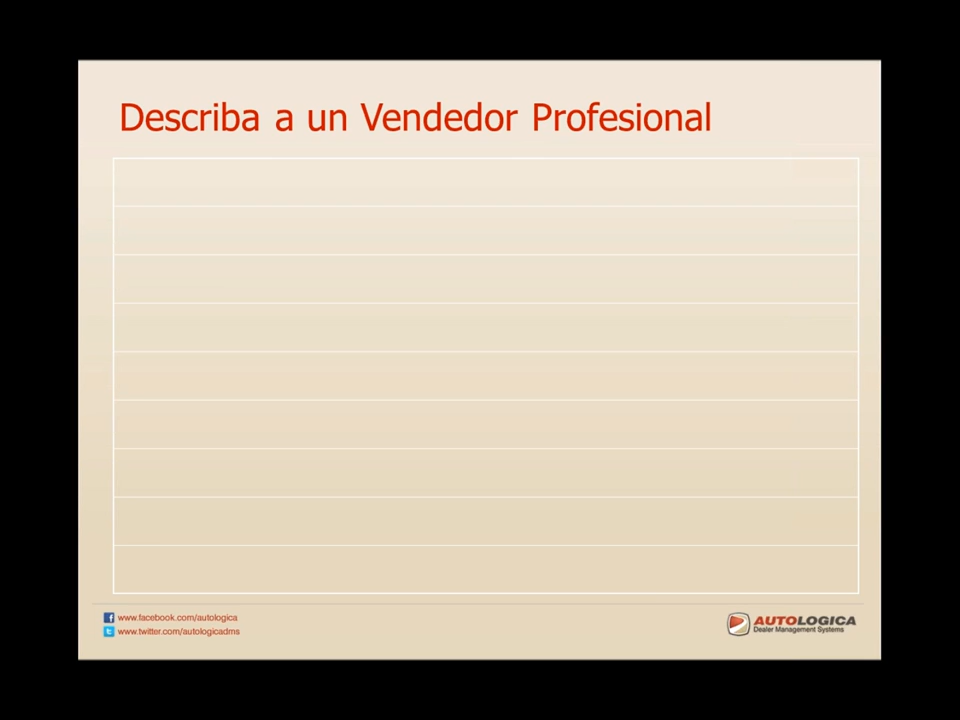 Describa a un Vendedor Profesional
www.facebook.com/autologica
www.twitter.com/autologicadms
AUTOLOGICA
Dealer Management Systems